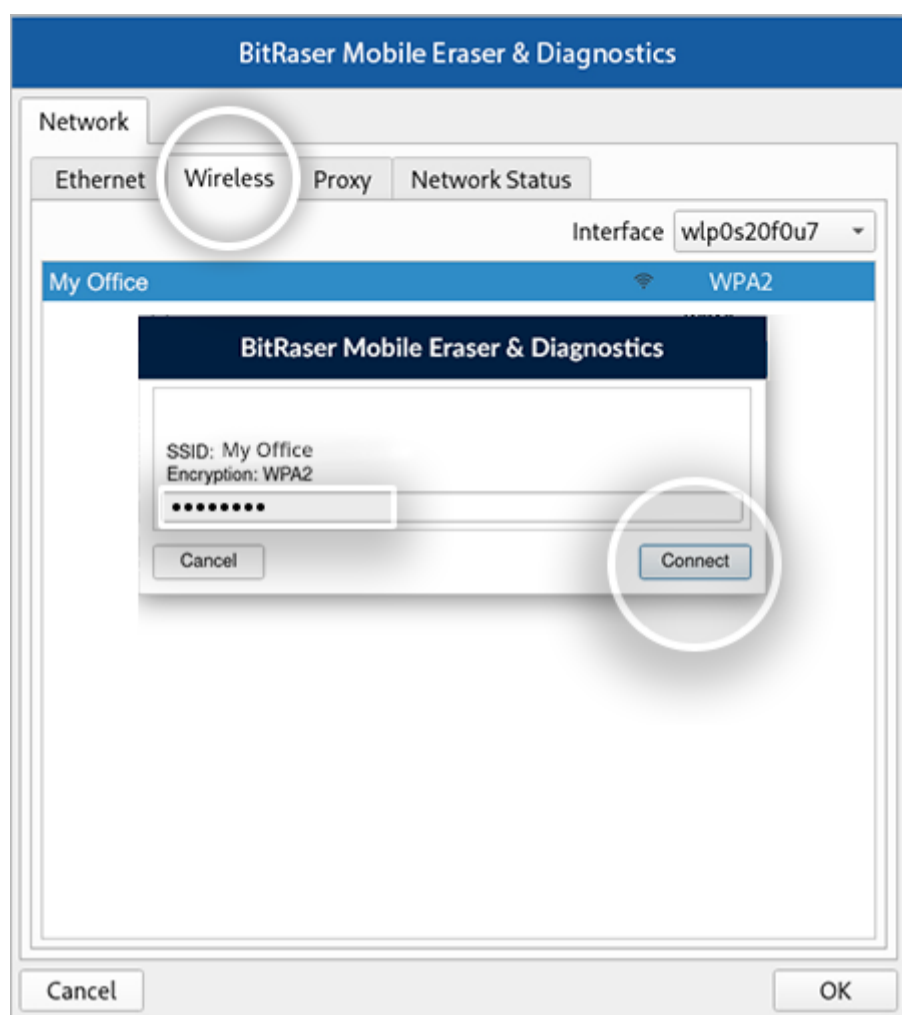 BitRaser Mobile Eraser & Diagnostics
Network
Ethernet Wireless Proxy Network Status
Interface wlp0s20f0u7
My Office WPA2
BitRaser Mobile Eraser & Diagnostics
SSID: My Office
Encryption: WPA2
••••••••
Cancel Connect
Cancel OK